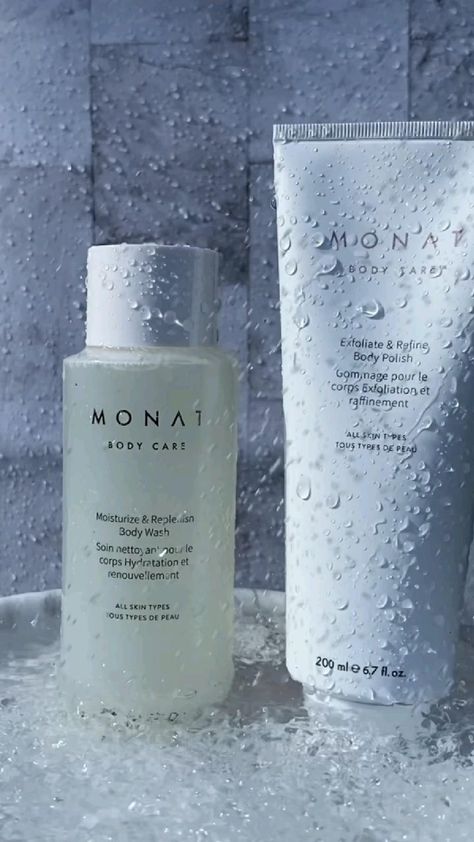 MONAT
BODY CARE
Moisturize & Replenish
Body Wash
Soin nettoyant pour le
corps Hydratation et
renouvellement
ALL SKIN TYPES
TOUS TYPES DE PEAU
MONAT
BODY CARE™
Exfoliate & Refine
Body Polish
Gommage pour le
corps Exfoliation et
raffinement
ALL SKIN TYPES
TOUS TYPES DE PEAU
200 ml ℮ 6,7 fl. oz.